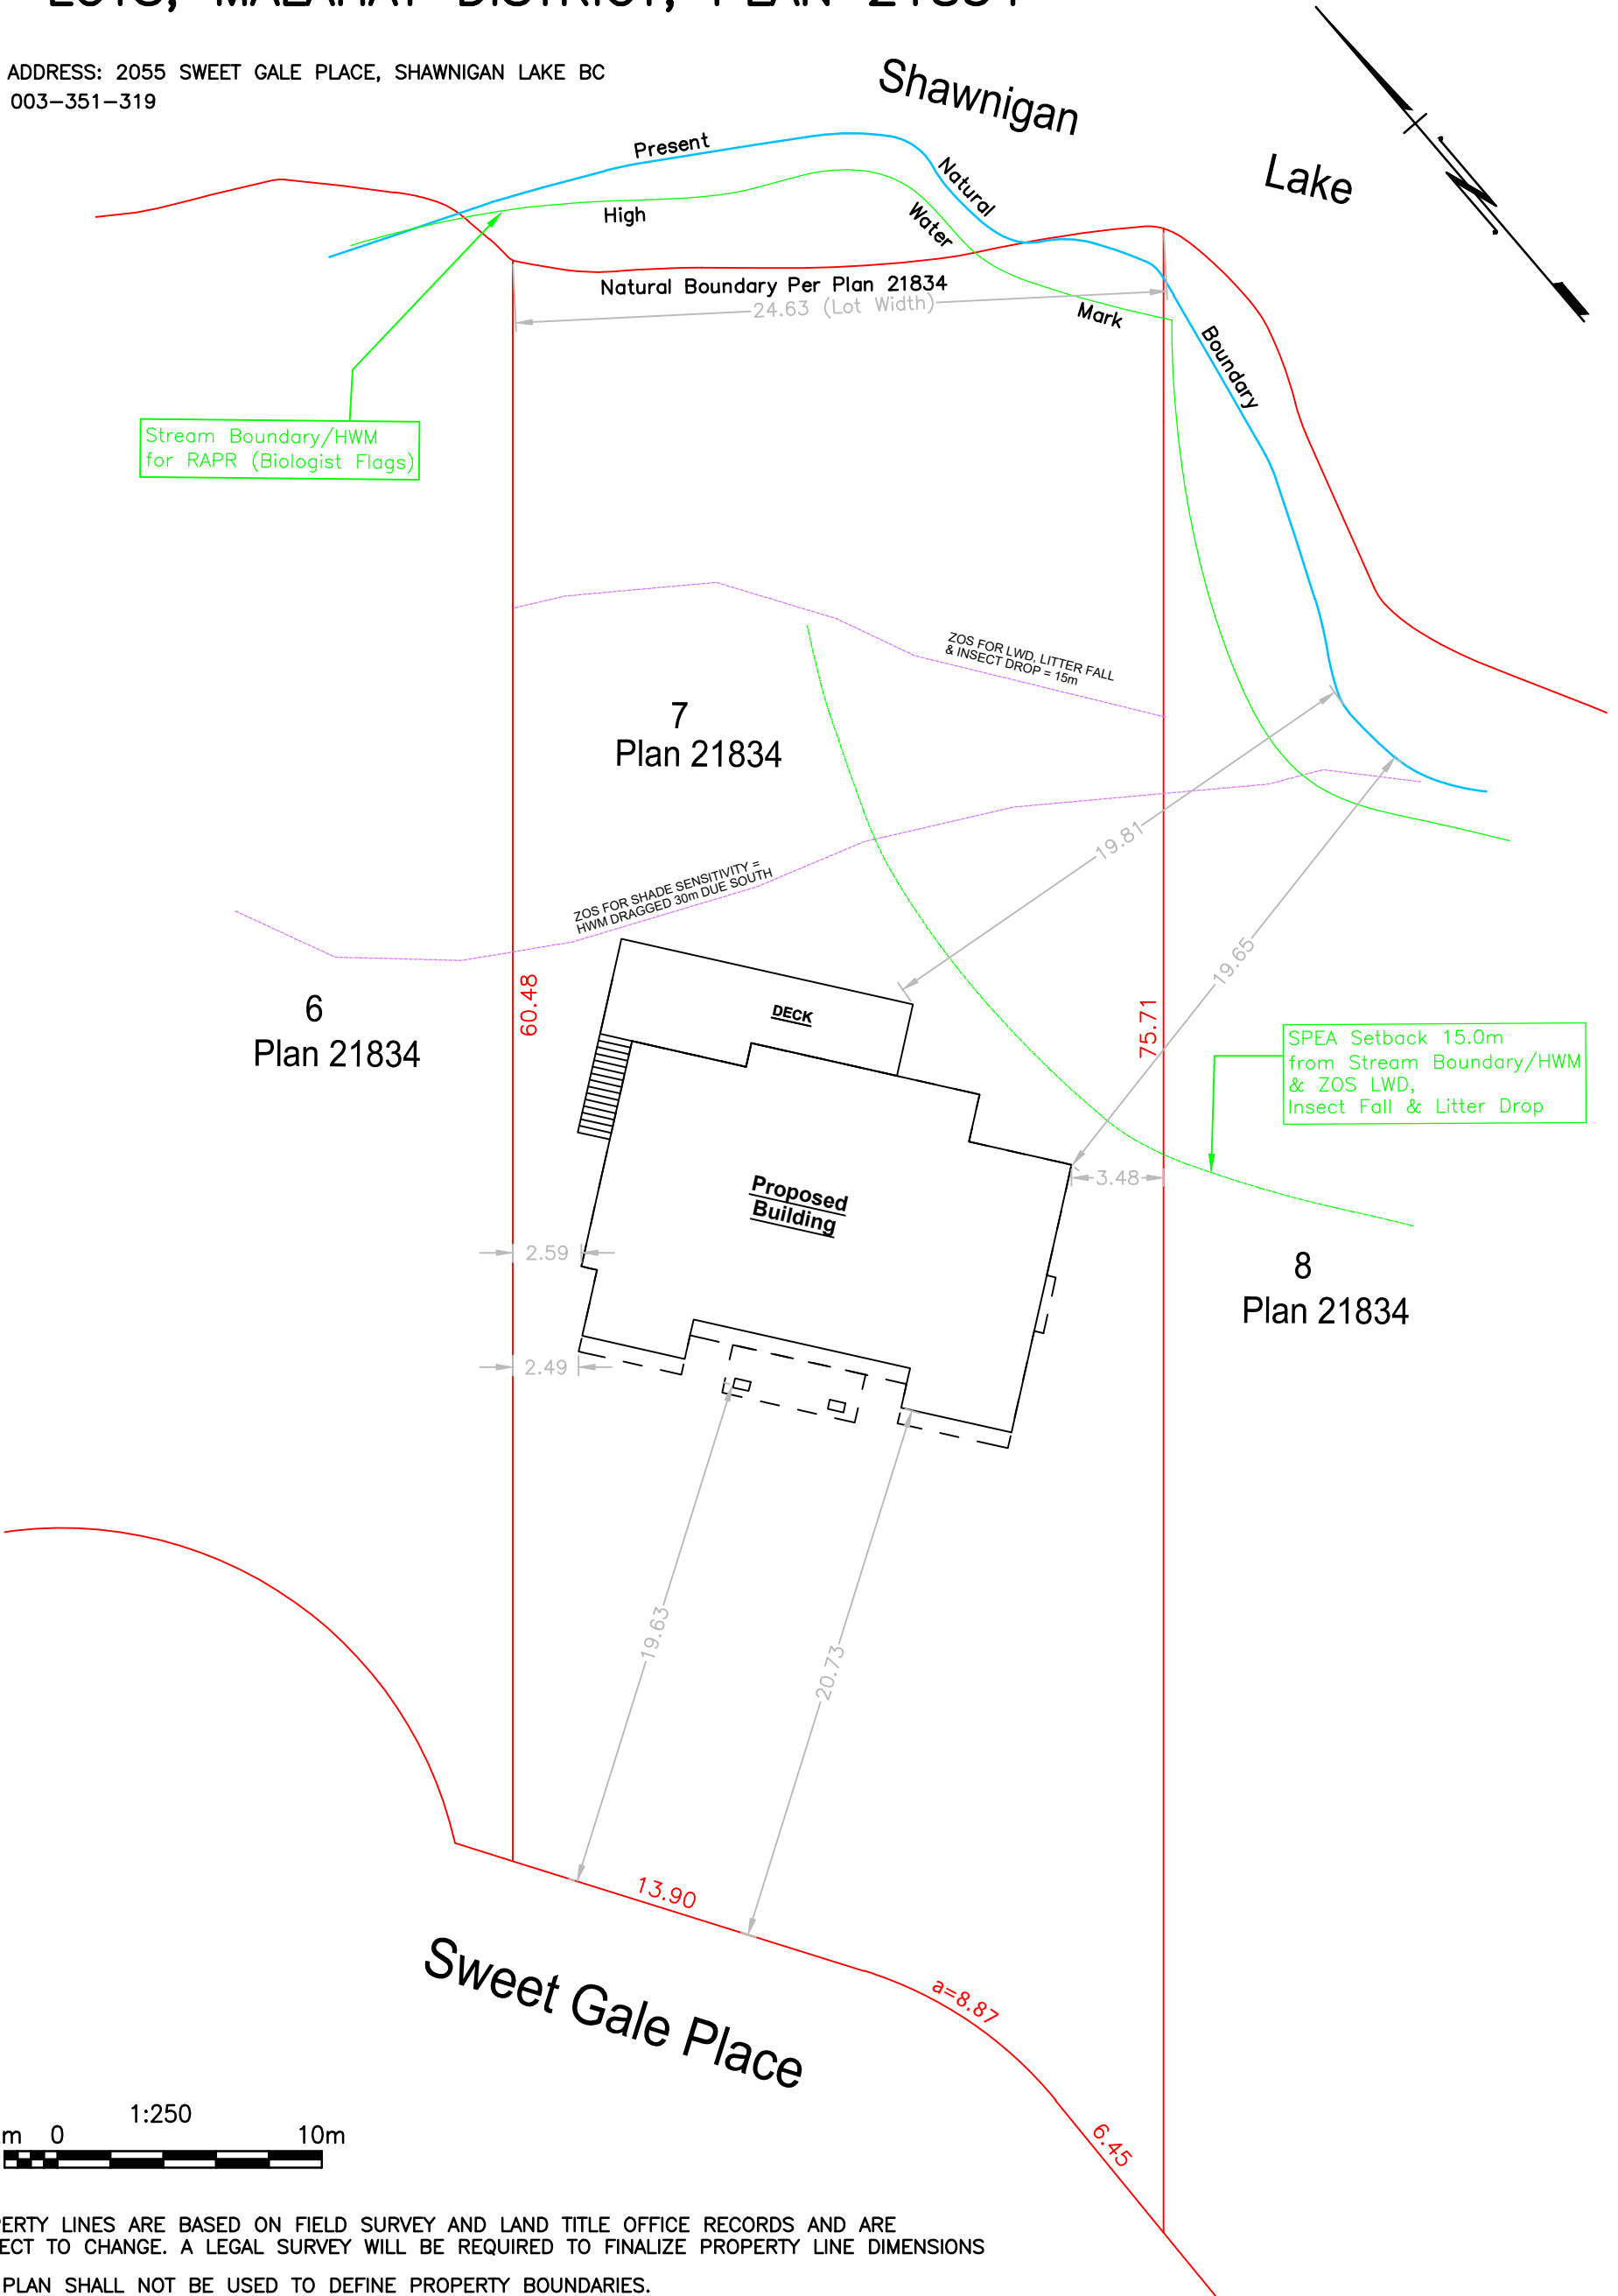 ADDRESS: 2055 SWEET GALE PLACE, SHAWNIGAN LAKE BC
003-351-319
Shawnigan
Lake
Present
Natural
Boundary
High
Water
Mark
Natural Boundary Per Plan 21834
24.63 (Lot Width)
Stream Boundary/HWM
for RAPR (Biologist Flags)
ZOS FOR LWD, LITTER FALL
& INSECT DROP = 15m
7
Plan 21834
19.81
ZOS FOR SHADE SENSITIVITY =
HWM DRAGGED 30m DUE SOUTH
19.65
60.48
75.71
6
Plan 21834
DECK
SPEA Setback 15.0m
from Stream Boundary/HWM
& ZOS LWD,
Insect Fall & Litter Drop
3.48
Proposed
Building
2.59
8
Plan 21834
2.49
19.63
20.73
13.90
Sweet Gale Place
a=8.87
6.45
1:250
m 0 10m
PERTY LINES ARE BASED ON FIELD SURVEY AND LAND TITLE OFFICE RECORDS AND ARE
ECT TO CHANGE. A LEGAL SURVEY WILL BE REQUIRED TO FINALIZE PROPERTY LINE DIMENSIONS
PLAN SHALL NOT BE USED TO DEFINE PROPERTY BOUNDARIES.